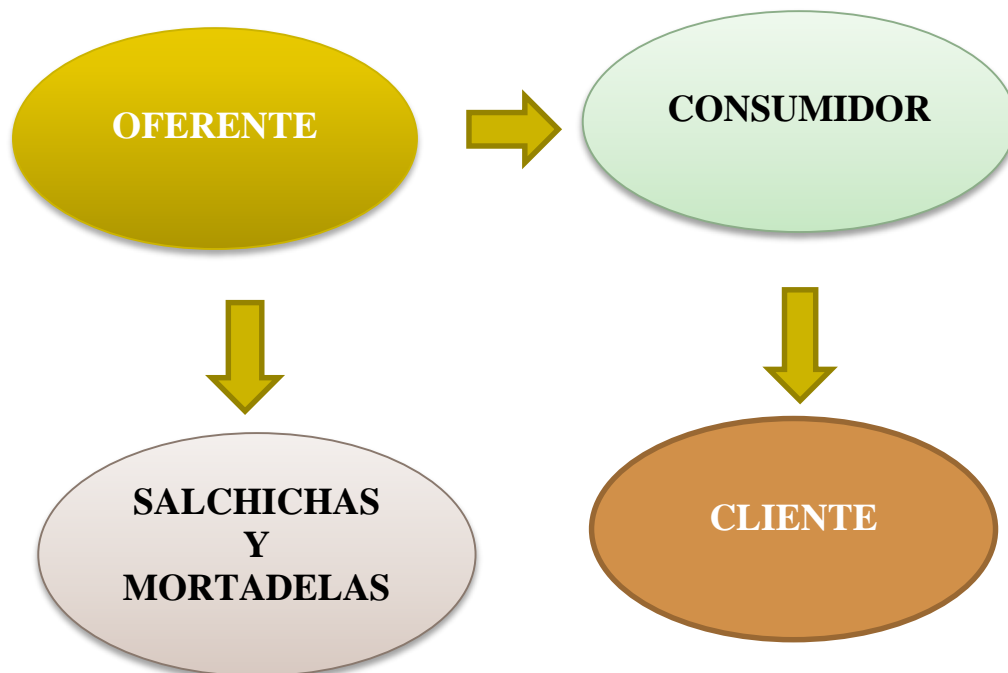 OFERENTE
CONSUMIDOR
SALCHICHAS
Y
MORTADELAS
CLIENTE